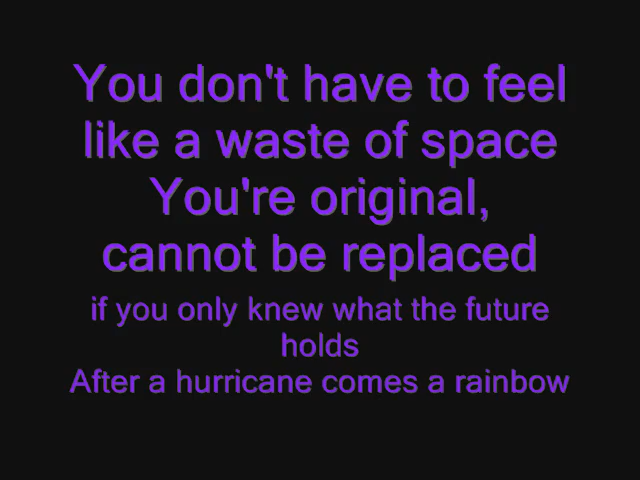 You don't have to feel
like a waste of space
You're original,
cannot be replaced
if you only knew what the future
holds
After a hurricane comes a rainbow